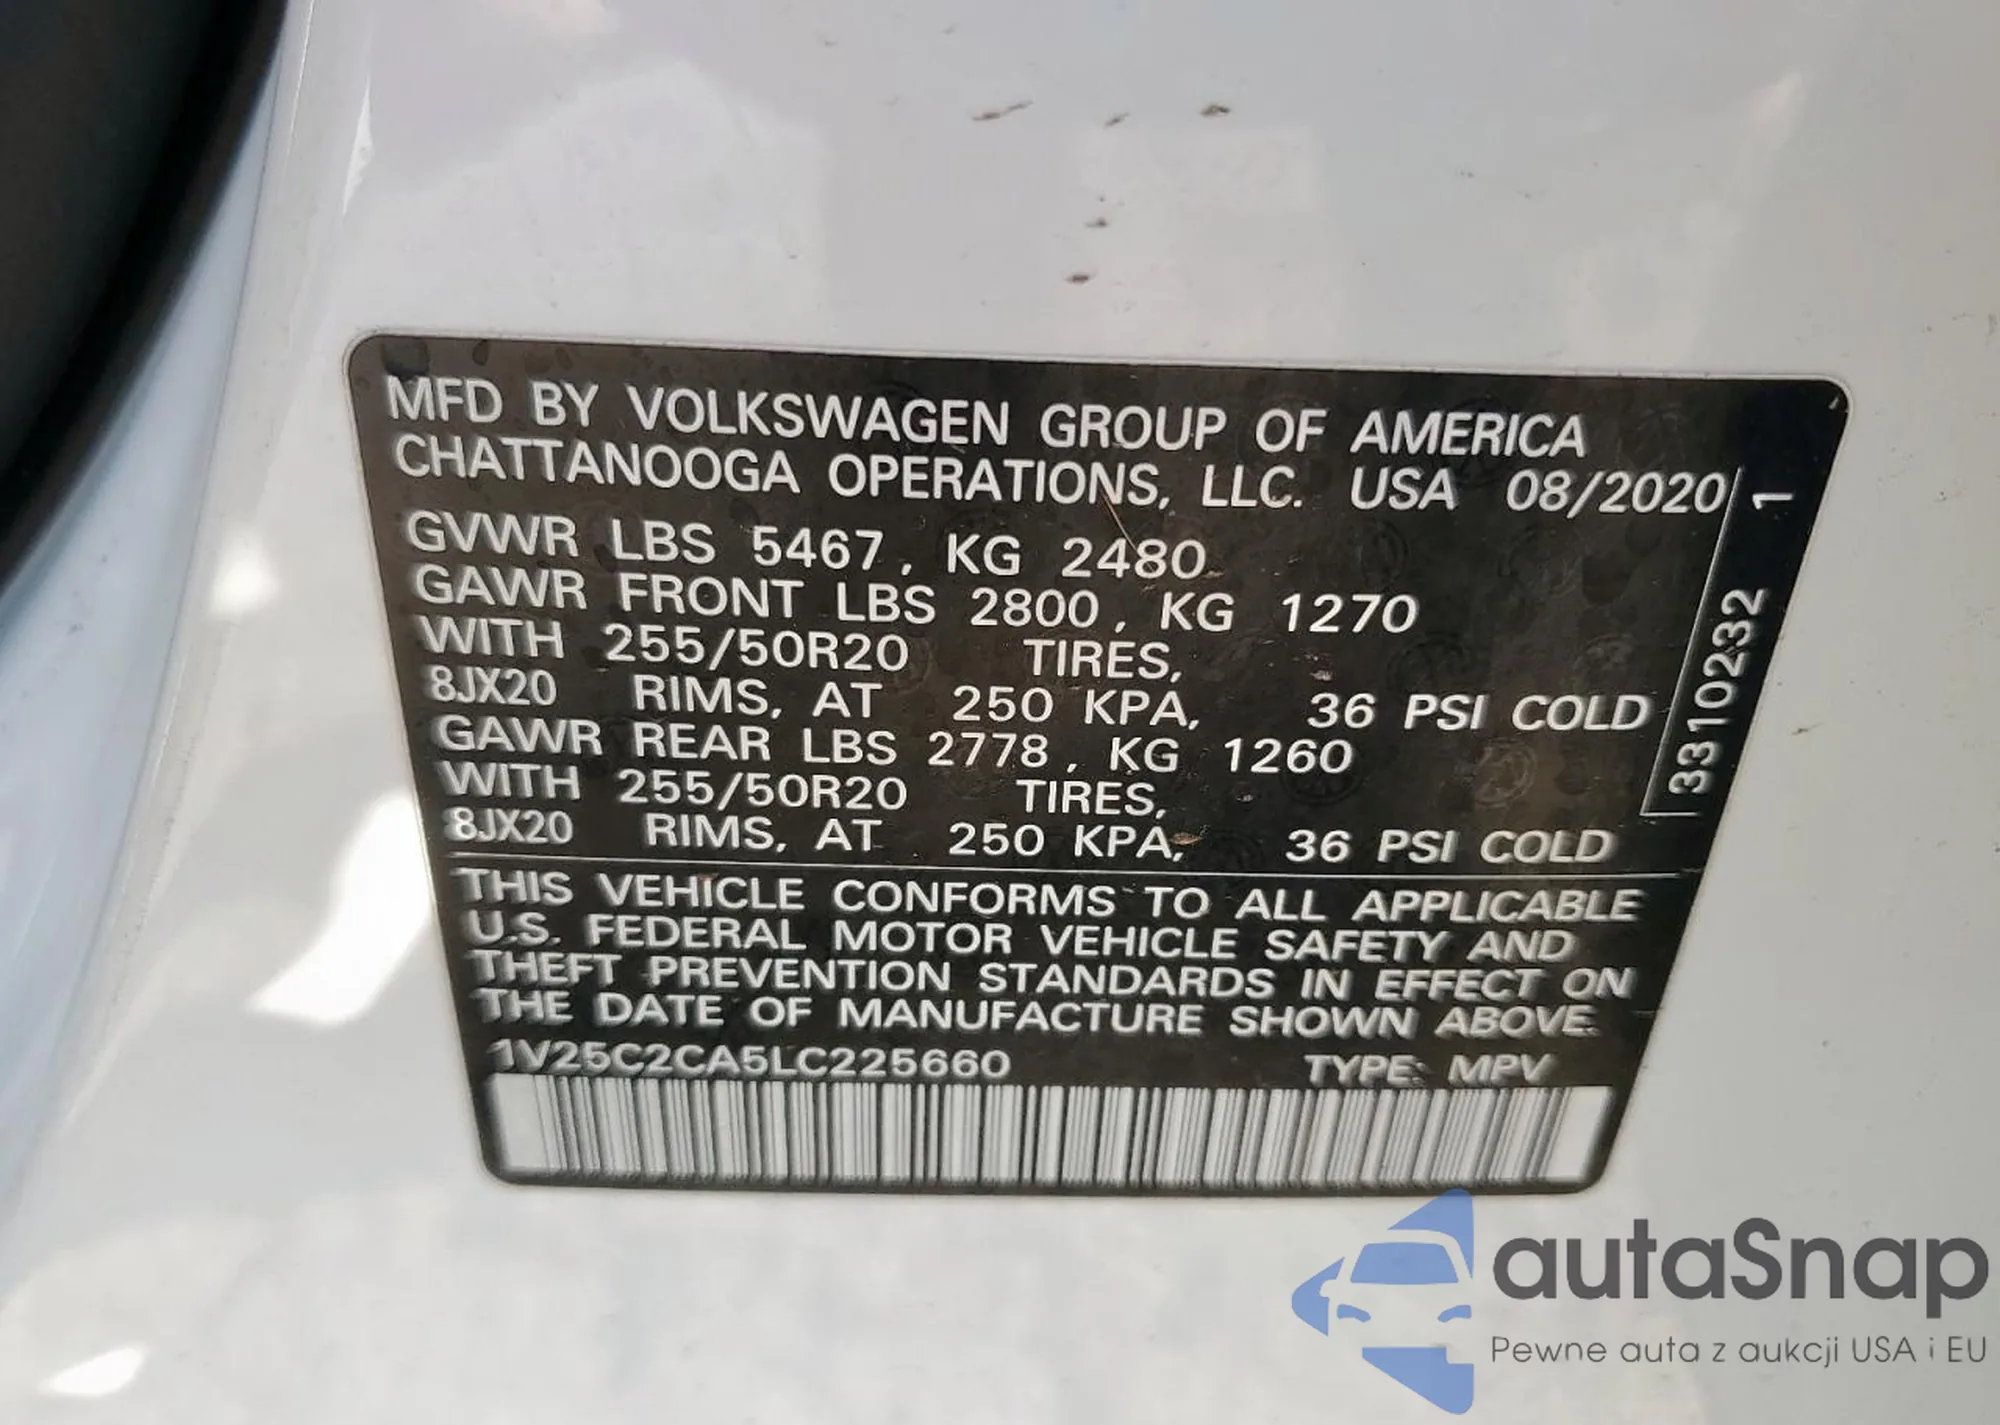 MFD BY VOLKSWAGEN GROUP OF AMERICA
CHATTANOOGA OPERATIONS, LLC. USA 08/2020
GVWR LBS 5467, KG 2480
GAWR FRONT LBS 2800, KG 1270
WITH 255/50R20 TIRES,
8JX20 RIMS, AT 250 KPA, 36 PSI COLD
GAWR REAR LBS 2778, KG 1260
WITH 255/50R20 TIRES,
8JX20 RIMS, AT 250 KPA, 36 PSI COLD
3310232 1
THIS VEHICLE CONFORMS TO ALL APPLICABLE
U.S. FEDERAL MOTOR VEHICLE SAFETY AND
THEFT PREVENTION STANDARDS IN EFFECT ON
THE DATE OF MANUFACTURE SHOWN ABOVE.
1V25C2CA5LC225660 TYPE: MPV
autaSnap
Pewne auta z aukcji USA i EU